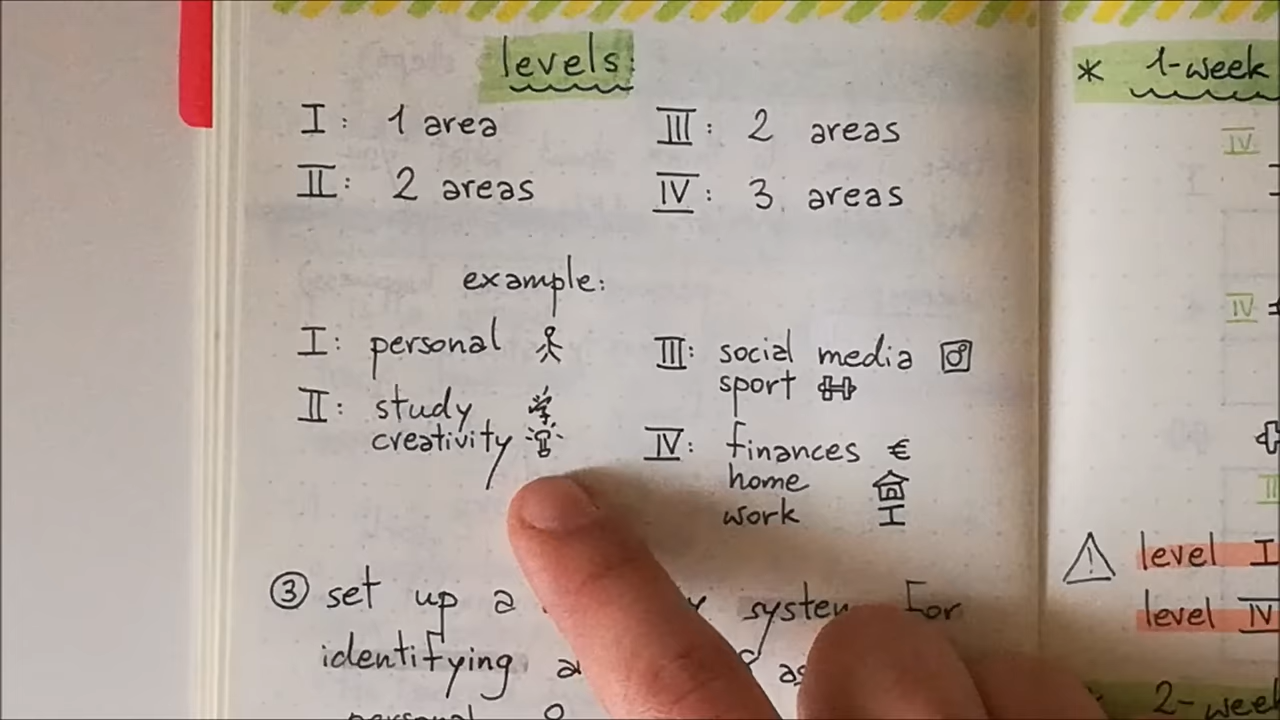 levels:
I: 1 area
II: 2 areas
III: 2 areas
IV: 3 areas
example:
I: personal
II: study
creativity
III: social media
sport
IV: finances €
home
work
③ set up a system for
identifying
personal
* 1-week
IV
IV
level I
level IV
2-week